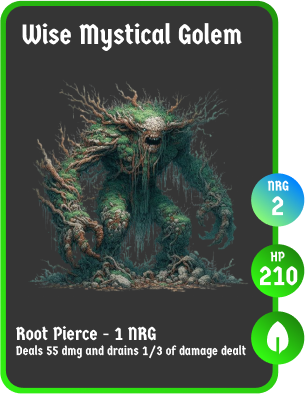 Wise Mystical Golem
NRG
2
HP
210
Root Pierce - 1 NRG
Deals 55 dmg and drains 1/3 of damage dealt